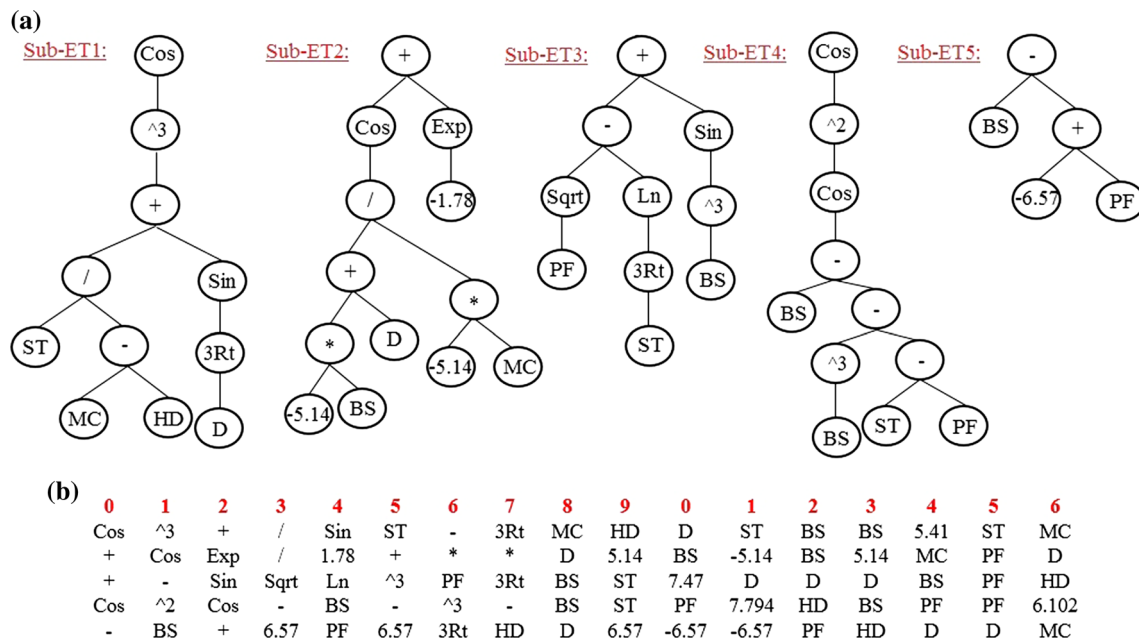 (a)
Sub-ET1: Sub-ET2: Sub-ET3: Sub-ET4: Sub-ET5:
Cos + + Cos -
^3 Cos Exp - Sin ^2 BS +
+ / -1.78 Sqrt Ln ^3 Cos -6.57 PF
/ Sin + * PF 3Rt BS -
ST - 3Rt * D -5.14 MC ST BS -
MC HD D -5.14 BS ^3 -
BS ST PF
(b)
0 1 2 3 4 5 6 7 8 9 0 1 2 3 4 5 6
Cos ^3 + / Sin ST - 3Rt MC HD D ST BS BS 5.41 ST MC
+ Cos Exp / 1.78 + * * D 5.14 BS -5.14 BS 5.14 MC PF D
+ - Sin Sqrt Ln ^3 PF 3Rt BS ST 7.47 D D D BS PF HD
Cos ^2 Cos - BS - ^3 - BS ST PF 7.794 HD BS PF PF 6.102
- BS + 6.57 PF 6.57 3Rt HD D 6.57 -6.57 -6.57 PF HD D D MC